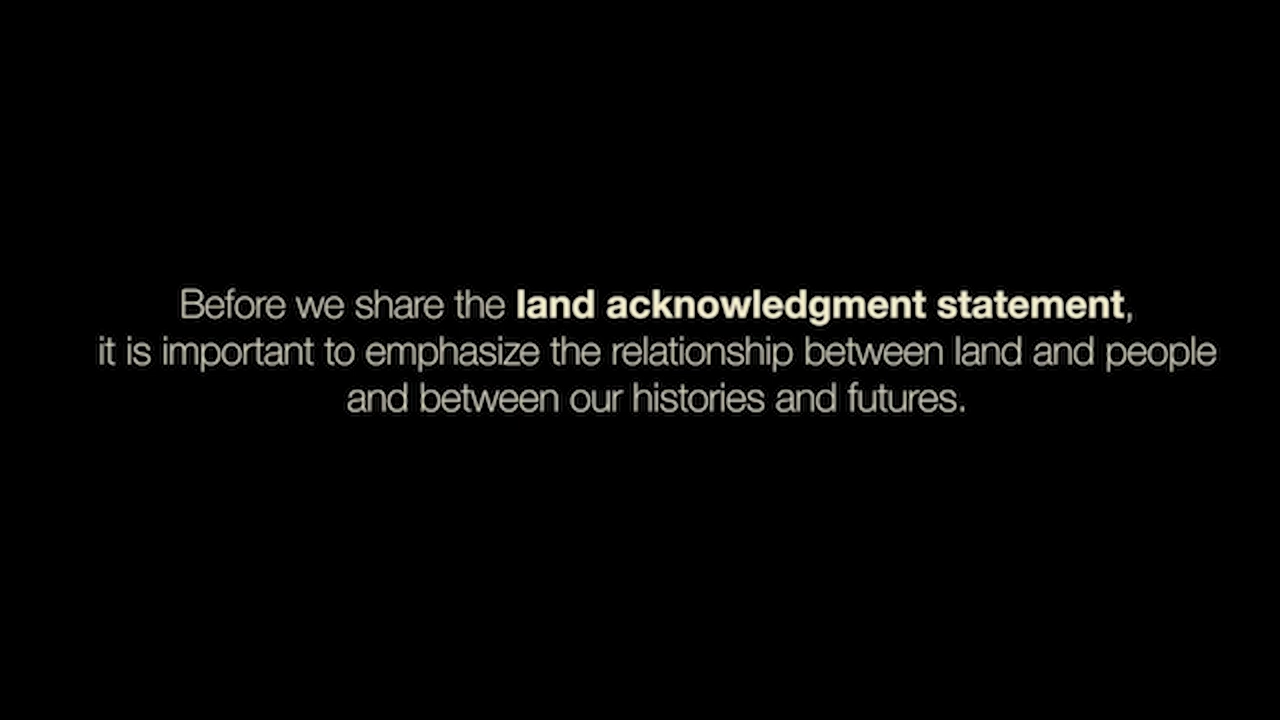 Before we share the land acknowledgment statement,
it is important to emphasize the relationship between land and people
and between our histories and futures.